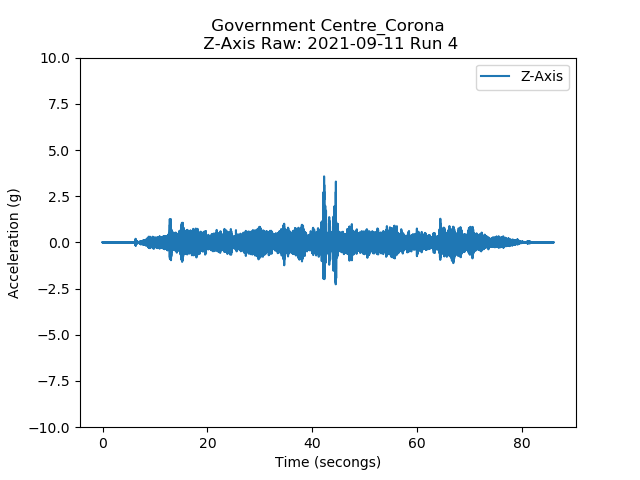 Government Centre_Corona
Z-Axis Raw: 2021-09-11 Run 4
Z-Axis
10.0
7.5
5.0
2.5
0.0
−2.5
−5.0
−7.5
−10.0
Acceleration (g)
0 20 40 60 80
Time (secongs)